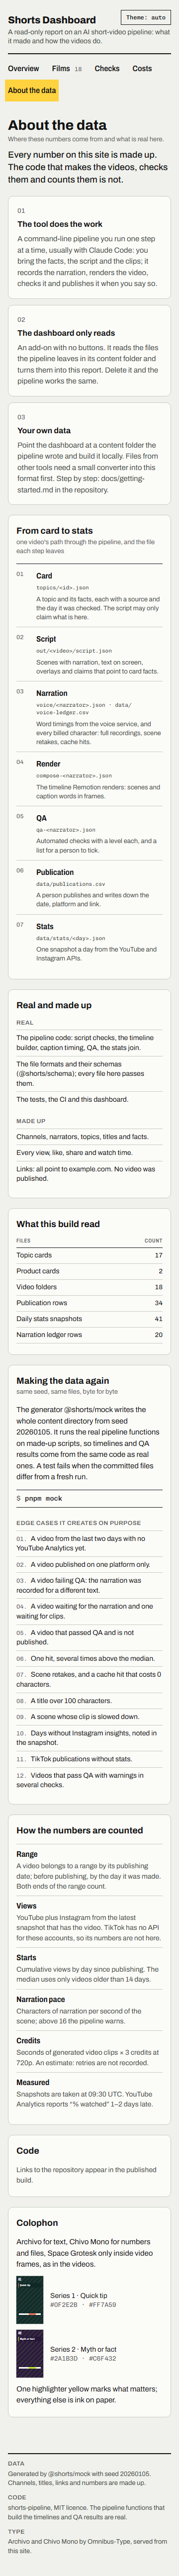 Shorts Dashboard
Theme: auto
A read-only report on an AI short-video pipeline: what
it made and how the videos do.
Overview Films 18 Checks Costs
About the data
About the data
Where these numbers come from and what is real here.
Every number on this site is made up.
The code that makes the videos, checks
them and counts them is not.
01
The tool does the work
A command-line pipeline you run one step
at a time, usually with Claude Code: you
bring the facts, the script and the clips; it
records the narration, renders the video,
checks it and publishes it when you say so.
02
The dashboard only reads
An add-on with no buttons. It reads the files
the pipeline leaves in its content folder and
turns them into this report. Delete it and the
pipeline works the same.
03
Your own data
Point the dashboard at a content folder the
pipeline wrote and build it locally. Files from
other tools need a small converter into this
format first. Step by step: docs/getting-
started.md in the repository.
From card to stats
one video's path through the pipeline, and the file
each step leaves
01 Card
topics/<id>.json
A topic and its facts, each with a source and
the day it was checked. The script may only
claim what is here.
02 Script
out/<video>/script.json
Scenes with narration, text on screen,
overlays and claims that point to card facts.
03 Narration
voice/<narrator>.json · data/
voice-ledger.csv
Word timings from the voice service, and
every billed character: full recordings, scene
retakes, cache hits.
04 Render
compose-<narrator>.json
The timeline Remotion renders: scenes and
caption words in frames.
05 QA
qa-<narrator>.json
Automated checks with a level each, and a
list for a person to tick.
06 Publication
data/publications.csv
A person publishes and writes down the
date, platform and link.
07 Stats
data/stats/<day>.json
One snapshot a day from the YouTube and
Instagram APIs.
Real and made up
REAL
The pipeline code: script checks, the timeline
builder, caption timing, QA, the stats join.
The file formats and their schemas
(@shorts/schema); every file here passes
them.
The tests, the CI and this dashboard.
MADE UP
Channels, narrators, topics, titles and facts.
Every view, like, share and watch time.
Links: all point to example.com. No video was
published.
What this build read
FILES COUNT
Topic cards 17
Product cards 2
Video folders 18
Publication rows 34
Daily stats snapshots 41
Narration ledger rows 20
Making the data again
same seed, same files, byte for byte
The generator @shorts/mock writes the
whole content directory from seed
20260105. It runs the real pipeline functions
on made-up scripts, so timelines and QA
results come from the same code as real
ones. A test fails when the committed files
differ from a fresh run.
$ pnpm mock
EDGE CASES IT CREATES ON PURPOSE
01. A video from the last two days with no
YouTube Analytics yet.
02. A video published on one platform only.
03. A video failing QA: the narration was
recorded for a different text.
04. A video waiting for the narration and one
waiting for clips.
05. A video that passed QA and is not
published.
06. One hit, several times above the median.
07. Scene retakes, and a cache hit that costs 0
characters.
08. A title over 100 characters.
09. A scene whose clip is slowed down.
10. Days without Instagram insights, noted in
the snapshot.
11. TikTok publications without stats.
12. Videos that pass QA with warnings in
several checks.
How the numbers are counted
Range
A video belongs to a range by its publishing
date; before publishing, by the day it was made.
Both ends of the range count.
Views
YouTube plus Instagram from the latest
snapshot that has the video. TikTok has no API
for these accounts, so its numbers are not here.
Starts
Cumulative views by day since publishing. The
median uses only videos older than 14 days.
Narration pace
Characters of narration per second of the
scene; above 16 the pipeline warns.
Credits
Seconds of generated video clips × 3 credits at
720p. An estimate: retries are not recorded.
Measured
Snapshots are taken at 09:30 UTC. YouTube
Analytics reports “% watched” 1–2 days late.
Code
Links to the repository appear in the published
build.
Colophon
Archivo for text, Chivo Mono for numbers
and files, Space Grotesk only inside video
frames, as in the videos.
Series 1 · Quick tip
#0F2E2B · #FF7A59
Series 2 · Myth or fact
#2A1B3D · #C6F432
One highlighter yellow marks what matters;
everything else is ink on paper.
DATA
Generated by @shorts/mock with seed 20260105.
Channels, titles, links and numbers are made up.
CODE
shorts-pipeline, MIT licence. The pipeline functions that
build the timelines and QA results are real.
TYPE
Archivo and Chivo Mono by Omnibus-Type, served from
this site.